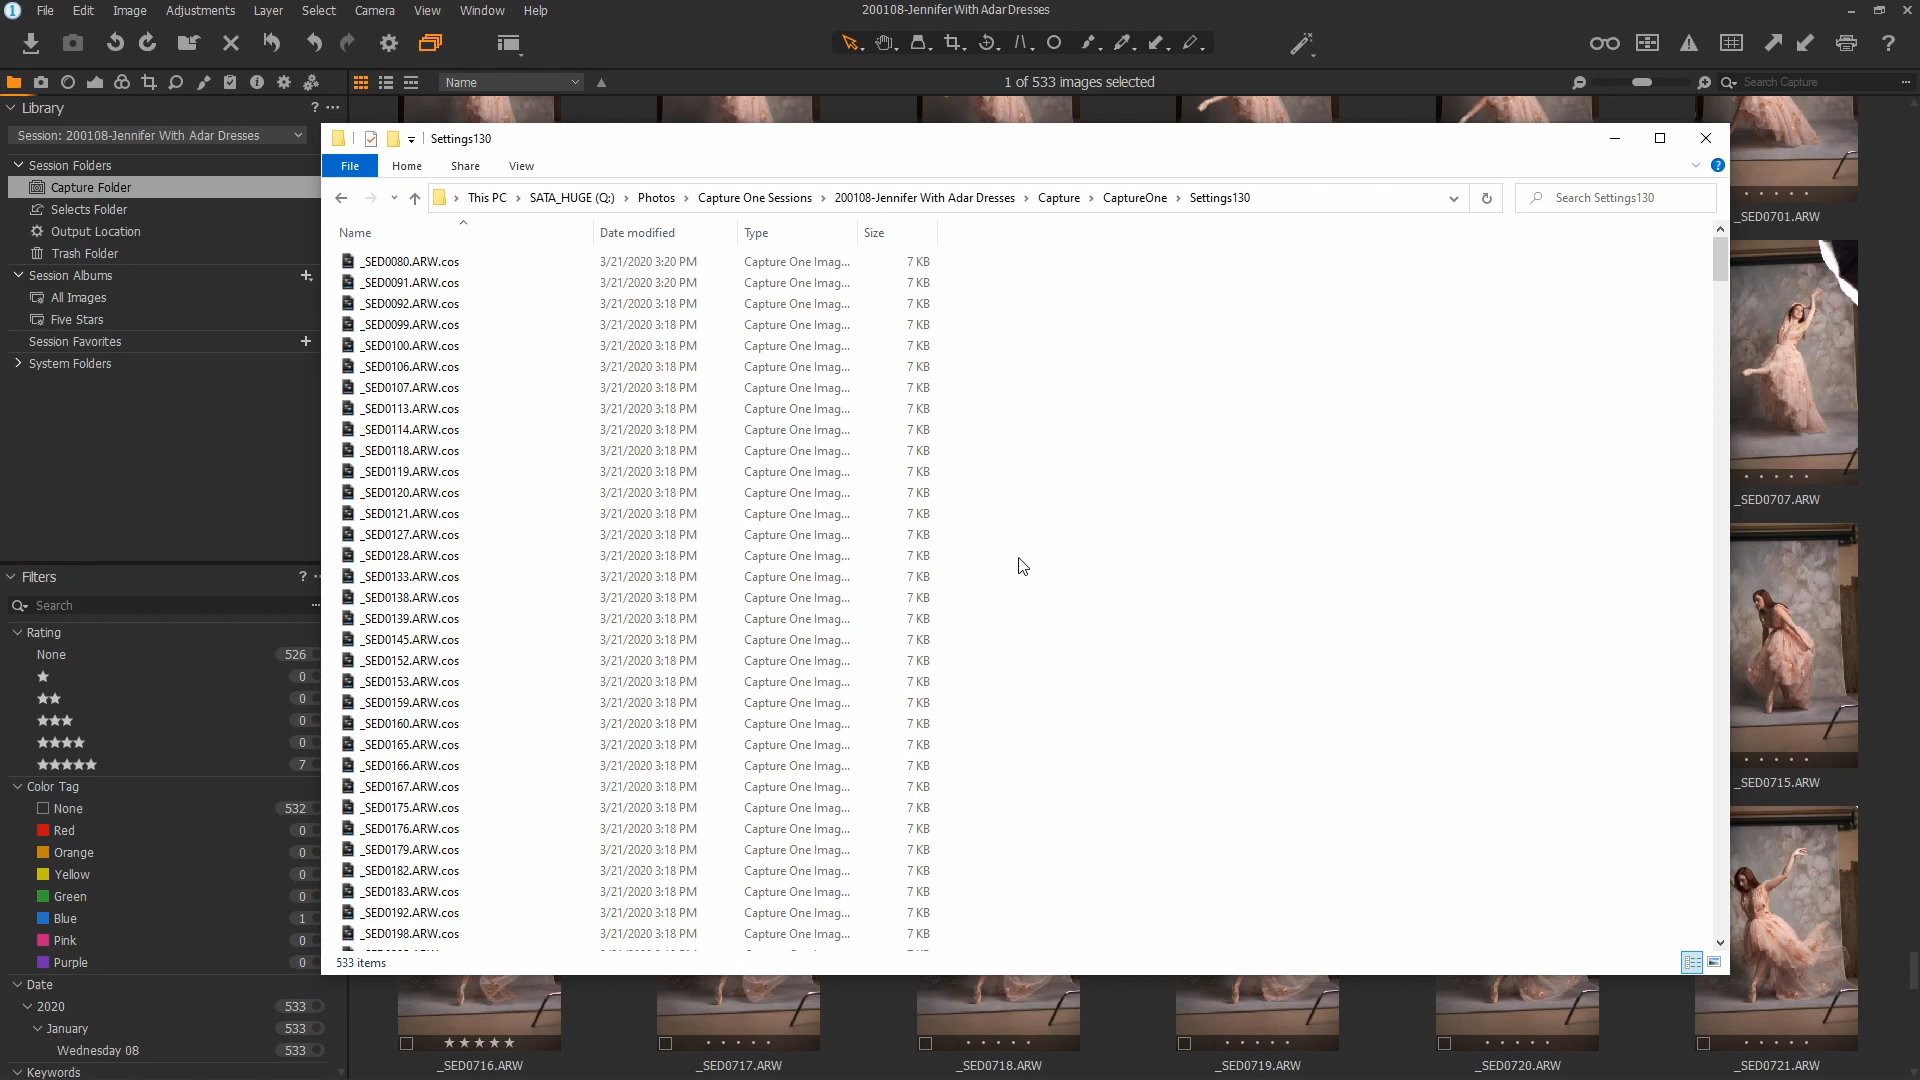 File Edit Image Adjustments Layer Select Camera View Window Help
200108-Jennifer With Adar Dresses
Name
1 of 533 images selected
Search Capture
Library
Session: 200108-Jennifer With Adar Dresses
Session Folders
Capture Folder
Selects Folder
Output Location
Trash Folder
Session Albums
All Images
Five Stars
Session Favorites
System Folders
Filters
Search
Rating
None 526
0
0
0
0
7
Color Tag
None 532
Red 0
Orange 0
Yellow 0
Green 0
Blue 1
Pink 0
Purple 0
Date
2020 533
January 533
Wednesday 08 533
Keywords
Settings130
File Home Share View
This PC > SATA_HUGE (Q:) > Photos > Capture One Sessions > 200108-Jennifer With Adar Dresses > Capture > CaptureOne > Settings130
Search Settings130
Name Date modified Type Size
_SED0080.ARW.cos 3/21/2020 3:20 PM Capture One Imag... 7 KB
_SED0091.ARW.cos 3/21/2020 3:20 PM Capture One Imag... 7 KB
_SED0092.ARW.cos 3/21/2020 3:18 PM Capture One Imag... 7 KB
_SED0099.ARW.cos 3/21/2020 3:18 PM Capture One Imag... 7 KB
_SED0100.ARW.cos 3/21/2020 3:18 PM Capture One Imag... 7 KB
_SED0106.ARW.cos 3/21/2020 3:18 PM Capture One Imag... 7 KB
_SED0107.ARW.cos 3/21/2020 3:18 PM Capture One Imag... 7 KB
_SED0113.ARW.cos 3/21/2020 3:18 PM Capture One Imag... 7 KB
_SED0114.ARW.cos 3/21/2020 3:18 PM Capture One Imag... 7 KB
_SED0118.ARW.cos 3/21/2020 3:18 PM Capture One Imag... 7 KB
_SED0119.ARW.cos 3/21/2020 3:18 PM Capture One Imag... 7 KB
_SED0120.ARW.cos 3/21/2020 3:18 PM Capture One Imag... 7 KB
_SED0121.ARW.cos 3/21/2020 3:18 PM Capture One Imag... 7 KB
_SED0127.ARW.cos 3/21/2020 3:18 PM Capture One Imag... 7 KB
_SED0128.ARW.cos 3/21/2020 3:18 PM Capture One Imag... 7 KB
_SED0133.ARW.cos 3/21/2020 3:18 PM Capture One Imag... 7 KB
_SED0138.ARW.cos 3/21/2020 3:18 PM Capture One Imag... 7 KB
_SED0139.ARW.cos 3/21/2020 3:18 PM Capture One Imag... 7 KB
_SED0145.ARW.cos 3/21/2020 3:18 PM Capture One Imag... 7 KB
_SED0152.ARW.cos 3/21/2020 3:18 PM Capture One Imag... 7 KB
_SED0153.ARW.cos 3/21/2020 3:18 PM Capture One Imag... 7 KB
_SED0159.ARW.cos 3/21/2020 3:18 PM Capture One Imag... 7 KB
_SED0160.ARW.cos 3/21/2020 3:18 PM Capture One Imag... 7 KB
_SED0165.ARW.cos 3/21/2020 3:18 PM Capture One Imag... 7 KB
_SED0166.ARW.cos 3/21/2020 3:18 PM Capture One Imag... 7 KB
_SED0167.ARW.cos 3/21/2020 3:18 PM Capture One Imag... 7 KB
_SED0175.ARW.cos 3/21/2020 3:18 PM Capture One Imag... 7 KB
_SED0176.ARW.cos 3/21/2020 3:18 PM Capture One Imag... 7 KB
_SED0179.ARW.cos 3/21/2020 3:18 PM Capture One Imag... 7 KB
_SED0182.ARW.cos 3/21/2020 3:18 PM Capture One Imag... 7 KB
_SED0183.ARW.cos 3/21/2020 3:18 PM Capture One Imag... 7 KB
_SED0192.ARW.cos 3/21/2020 3:18 PM Capture One Imag... 7 KB
_SED0198.ARW.cos 3/21/2020 3:18 PM Capture One Imag... 7 KB
533 items
_SED0701.ARW
_SED0707.ARW
_SED0715.ARW
_SED0716.ARW _SED0717.ARW _SED0718.ARW _SED0719.ARW _SED0720.ARW _SED0721.ARW